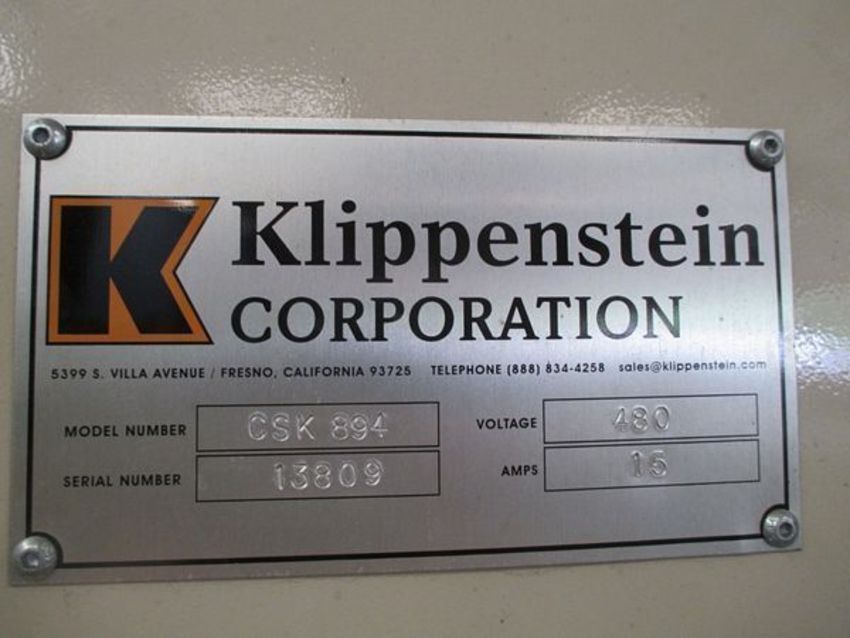 K
Klippenstein
CORPORATION
5399 S. VILLA AVENUE / FRESNO, CALIFORNIA 93725 TELEPHONE (888) 834-4258 sales@klippenstein.com
MODEL NUMBER CSK 894 VOLTAGE 480
SERIAL NUMBER 13809 AMPS 15